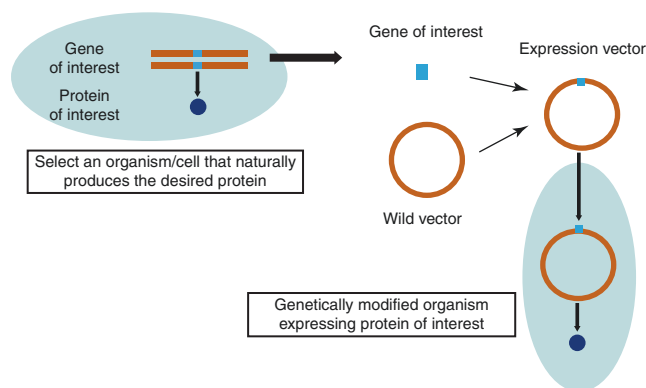 Gene
of interest
Protein
of interest
Select an organism/cell that naturally
produces the desired protein
Gene of interest
Wild vector
Expression vector
Genetically modified organism
expressing protein of interest